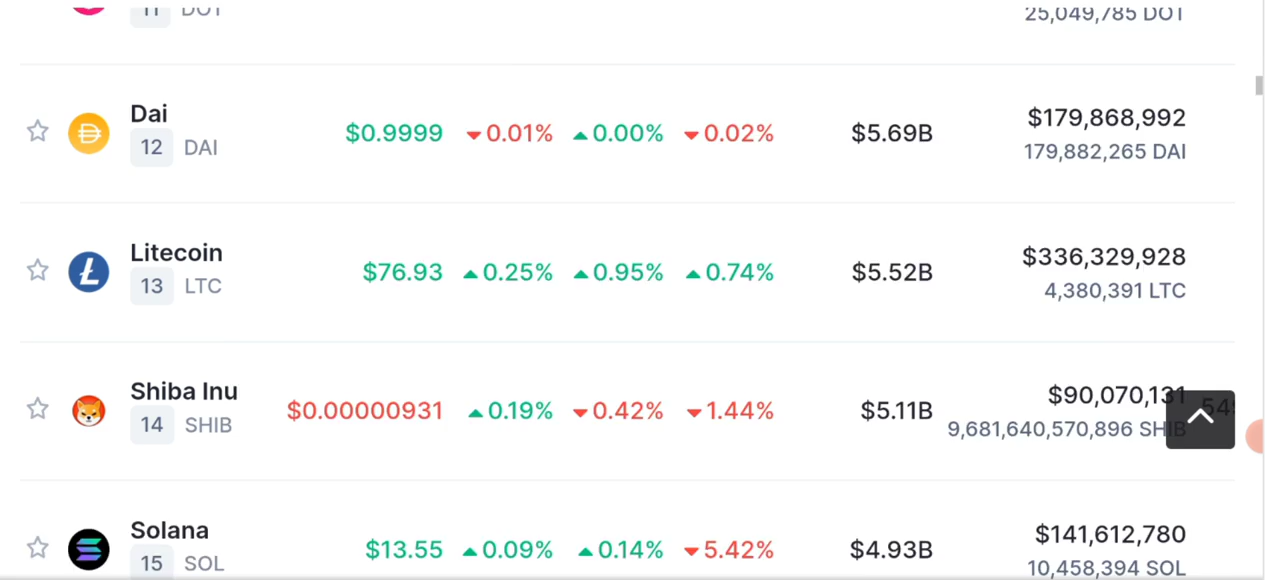 11 DOT
25,049,785 DOT
Dai
$0.9999 0.01% 0.00% 0.02% $5.69B $179,868,992
12 DAI
179,882,265 DAI
Litecoin
$76.93 0.25% 0.95% 0.74% $5.52B $336,329,928
13 LTC
4,380,391 LTC
Shiba Inu
$0.00000931 0.19% 0.42% 1.44% $5.11B $90,070,131
14 SHIB
9,681,640,570,896 SHIB
Solana
$13.55 0.09% 0.14% 5.42% $4.93B $141,612,780
15 SOL
10,458,394 SOL